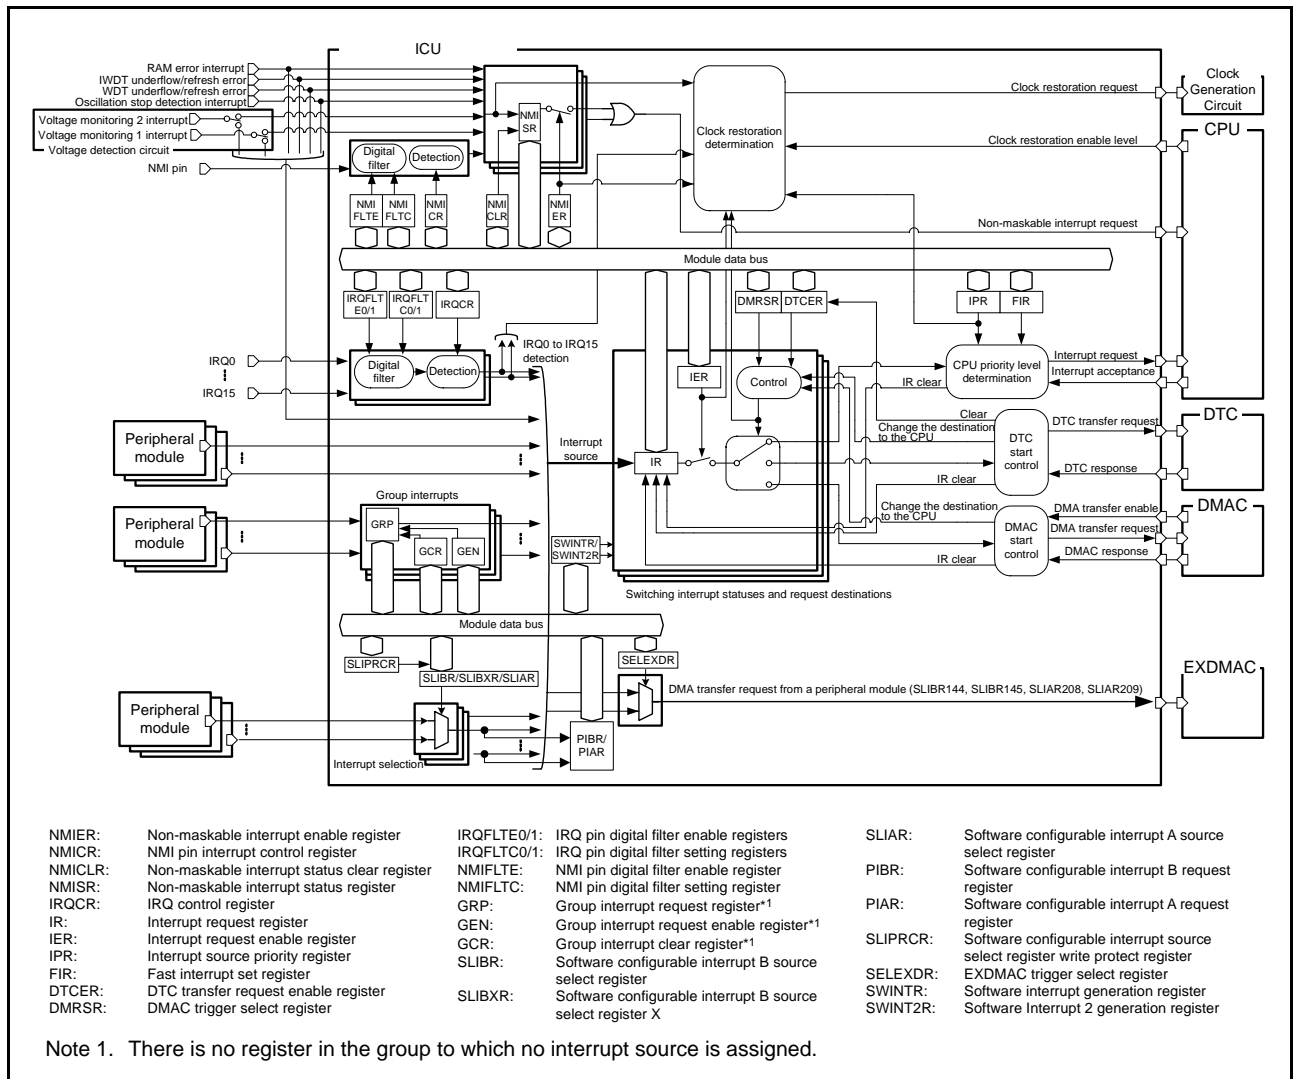 ICU
RAM error interrupt
IWDT underflow/refresh error
WDT underflow/refresh error
Oscillation stop detection interrupt
Voltage monitoring 2 interrupt
Voltage monitoring 1 interrupt
Voltage detection circuit
NMI pin
Digital
filter
Detection
NMI
SR
NMI
FLTE
NMI
FLTC
NMI
CR
NMI
CLR
NMI
ER
Clock restoration
determination
Clock restoration request
Clock restoration enable level
Non-maskable interrupt request
Clock
Generation
Circuit
CPU
Module data bus
IRQFLT
E0/1
IRQFLT
C0/1
IRQCR
DMRSR
DTCER
IPR
FIR
IRQ0
IRQ15
Digital
filter
Detection
IRQ0 to IRQ15
detection
IER
Control
CPU priority level
determination
Interrupt request
Interrupt acceptance
IR clear
Clear
Change the destination
to the CPU
DTC
start
control
DTC transfer request
DTC response
DTC
IR clear
Peripheral
module
Interrupt
source
IR
Peripheral
module
Group interrupts
GRP
GCR
GEN
SWINTR/
SWINT2R
Change the destination
to the CPU
DMAC
start
control
DMA transfer enable
DMA transfer request
DMAC response
DMAC
IR clear
Switching interrupt statuses and request destinations
Module data bus
SLIPRCR
SLIBR/SLIBXR/SLIAR
SELEXDR
DMA transfer request from a peripheral module (SLIBR144, SLIBR145, SLIAR208, SLIAR209)
EXDMAC
Peripheral
module
Interrupt selection
PIBR/
PIAR
NMIER: Non-maskable interrupt enable register
NMICR: NMI pin interrupt control register
NMICLR: Non-maskable interrupt status clear register
NMISR: Non-maskable interrupt status register
IRQCR: IRQ control register
IR: Interrupt request register
IER: Interrupt request enable register
IPR: Interrupt source priority register
FIR: Fast interrupt set register
DTCER: DTC transfer request enable register
DMRSR: DMAC trigger select register
IRQFLTE0/1: IRQ pin digital filter enable registers
IRQFLTC0/1: IRQ pin digital filter setting registers
NMIFLTE: NMI pin digital filter enable register
NMIFLTC: NMI pin digital filter setting register
GRP: Group interrupt request register*1
GEN: Group interrupt request enable register*1
GCR: Group interrupt clear register*1
SLIBR: Software configurable interrupt B source
select register
SLIBXR: Software configurable interrupt B source
select register X
SLIAR: Software configurable interrupt A source
select register
PIBR: Software configurable interrupt B request
register
PIAR: Software configurable interrupt A request
register
SLIPRCR: Software configurable interrupt source
select register write protect register
SELEXDR: EXDMAC trigger select register
SWINTR: Software interrupt generation register
SWINT2R: Software Interrupt 2 generation register
Note 1. There is no register in the group to which no interrupt source is assigned.